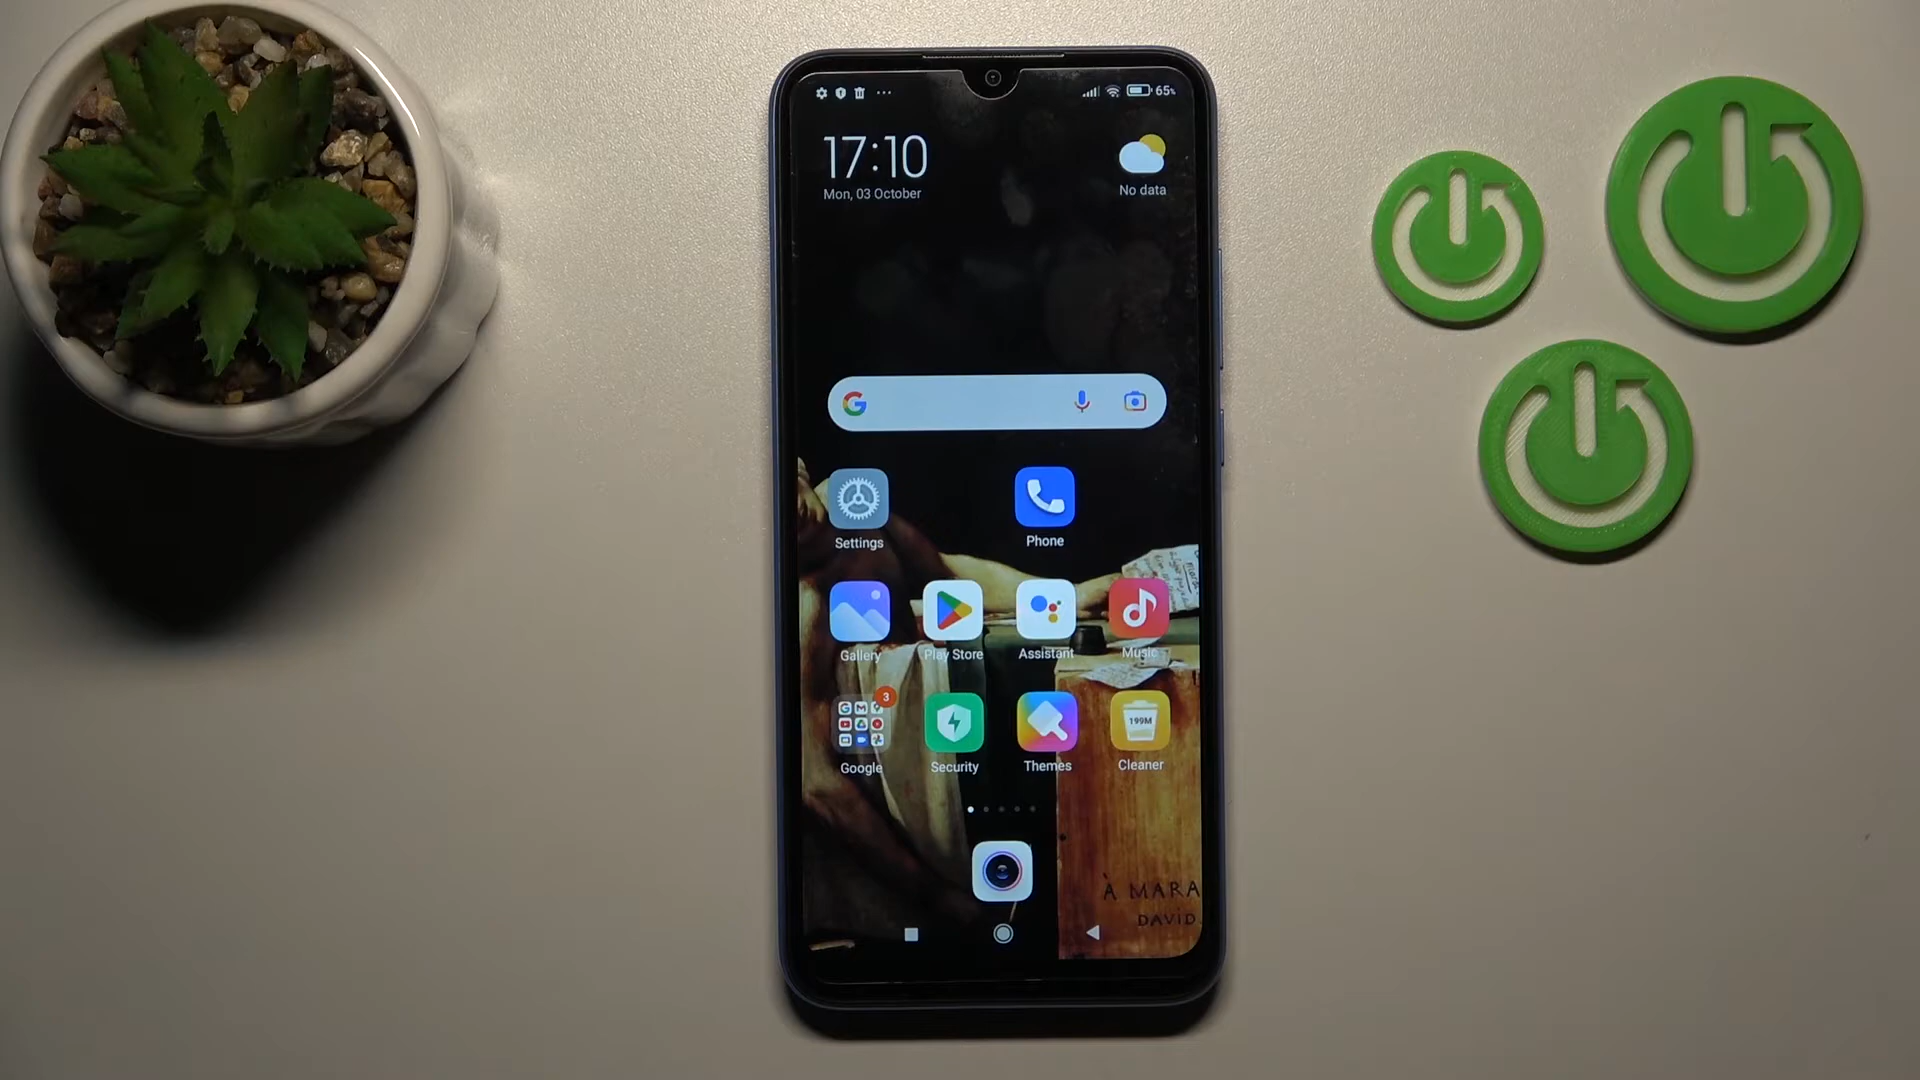 65%
17:10
Mon, 03 October
No data
Settings
Phone
Gallery
Play Store
Assistant
Music
3
199M
Google
Security
Themes
Cleaner
À MARA
DAVID.